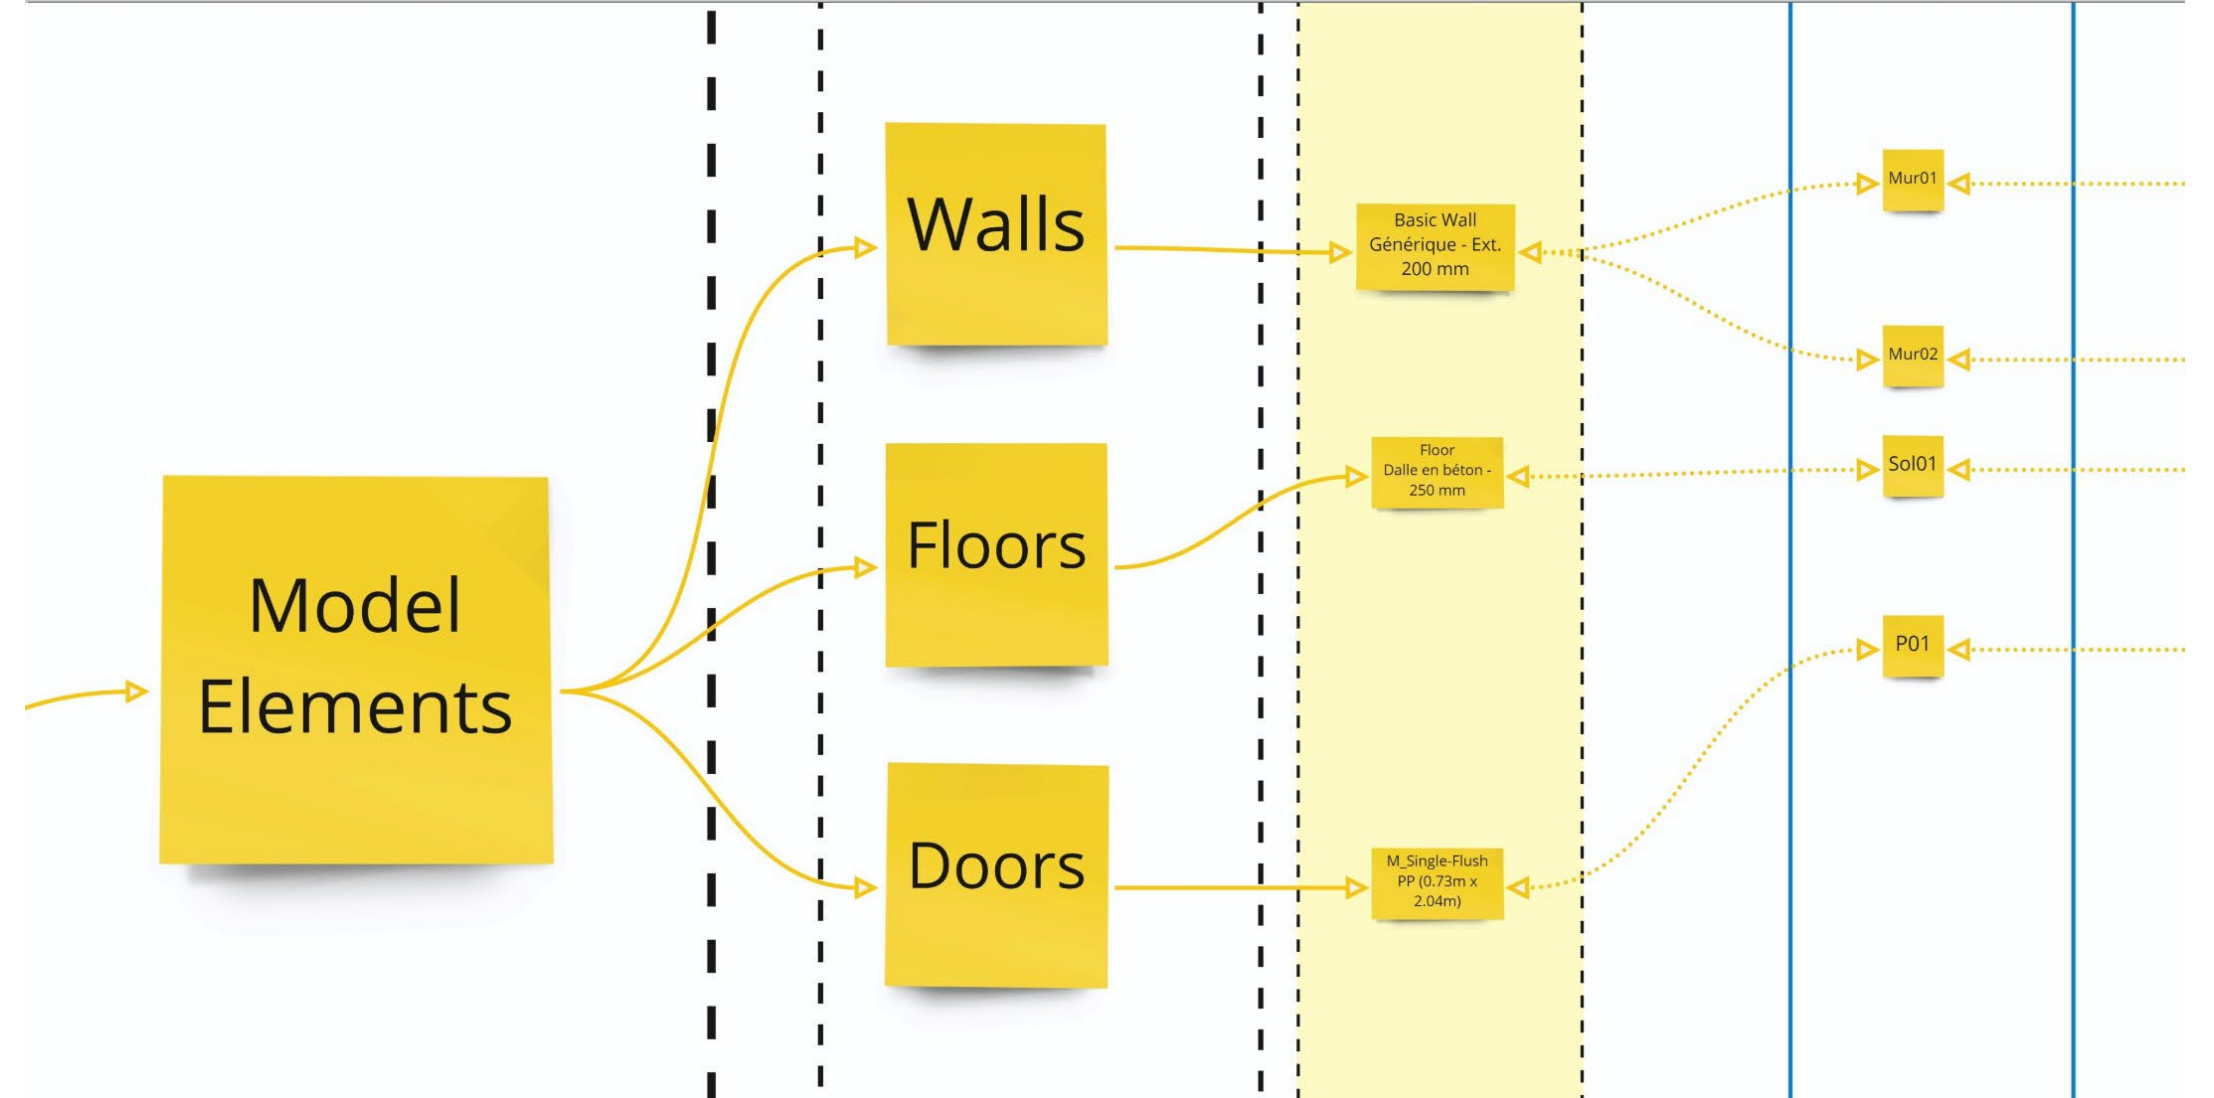 Model
Elements
Walls
Floors
Doors
Basic Wall
Générique - Ext.
200 mm
Floor
Dalle en béton -
250 mm
M_Single-Flush
PP (0.73m x
2.04m)
Mur01
Mur02
Sol01
P01